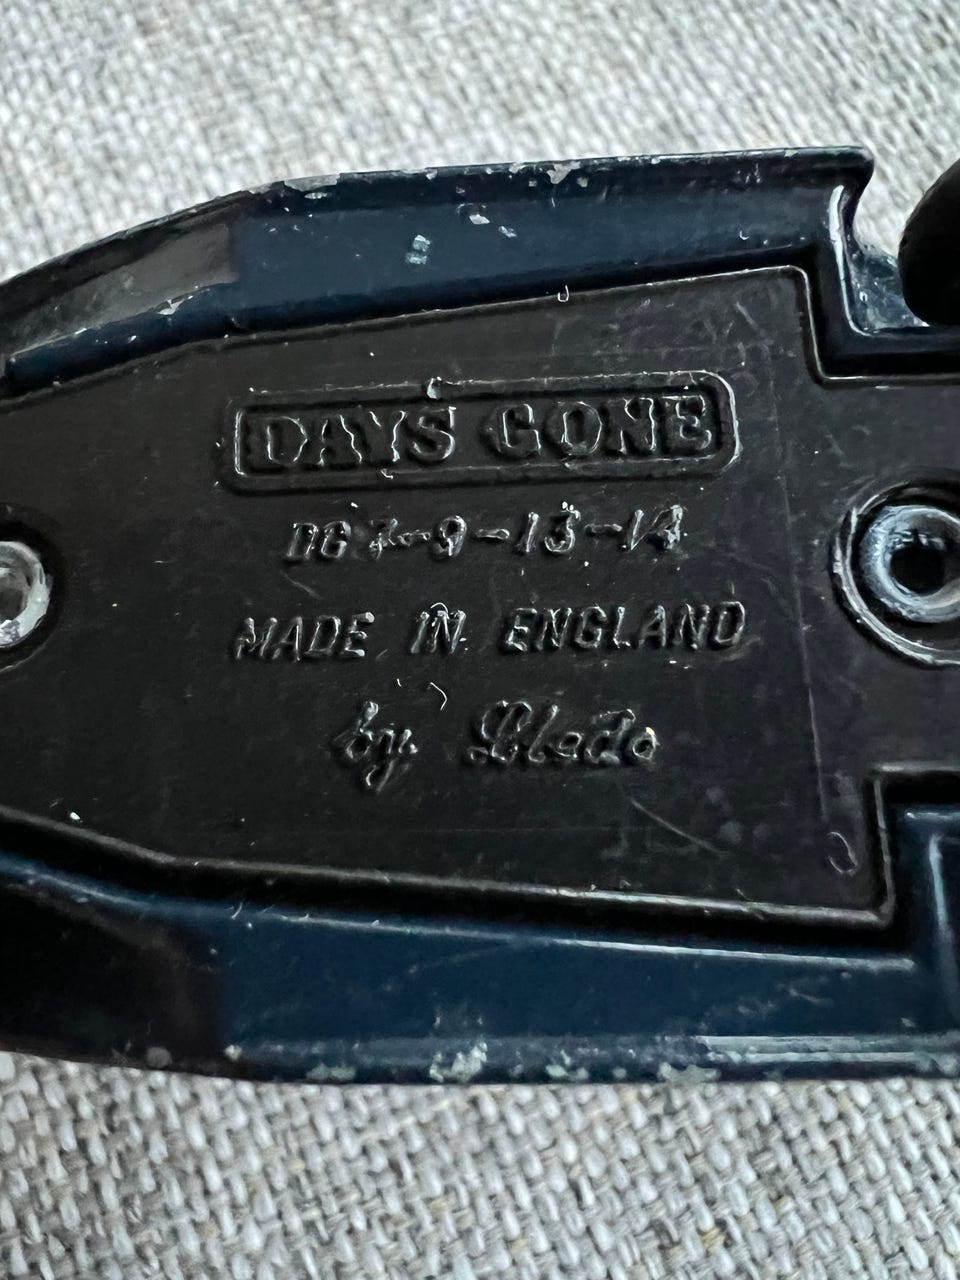 DAYS GONE
DG 7-9-13-14
MADE IN ENGLAND
by Lledo